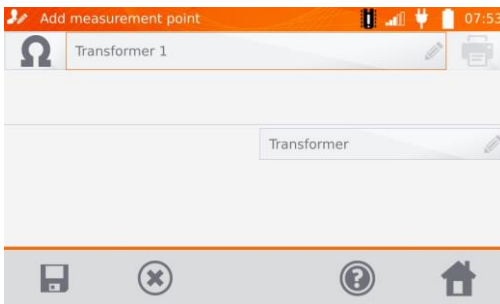 Add measurement point
07:53
Ω
Transformer 1
Transformer
?